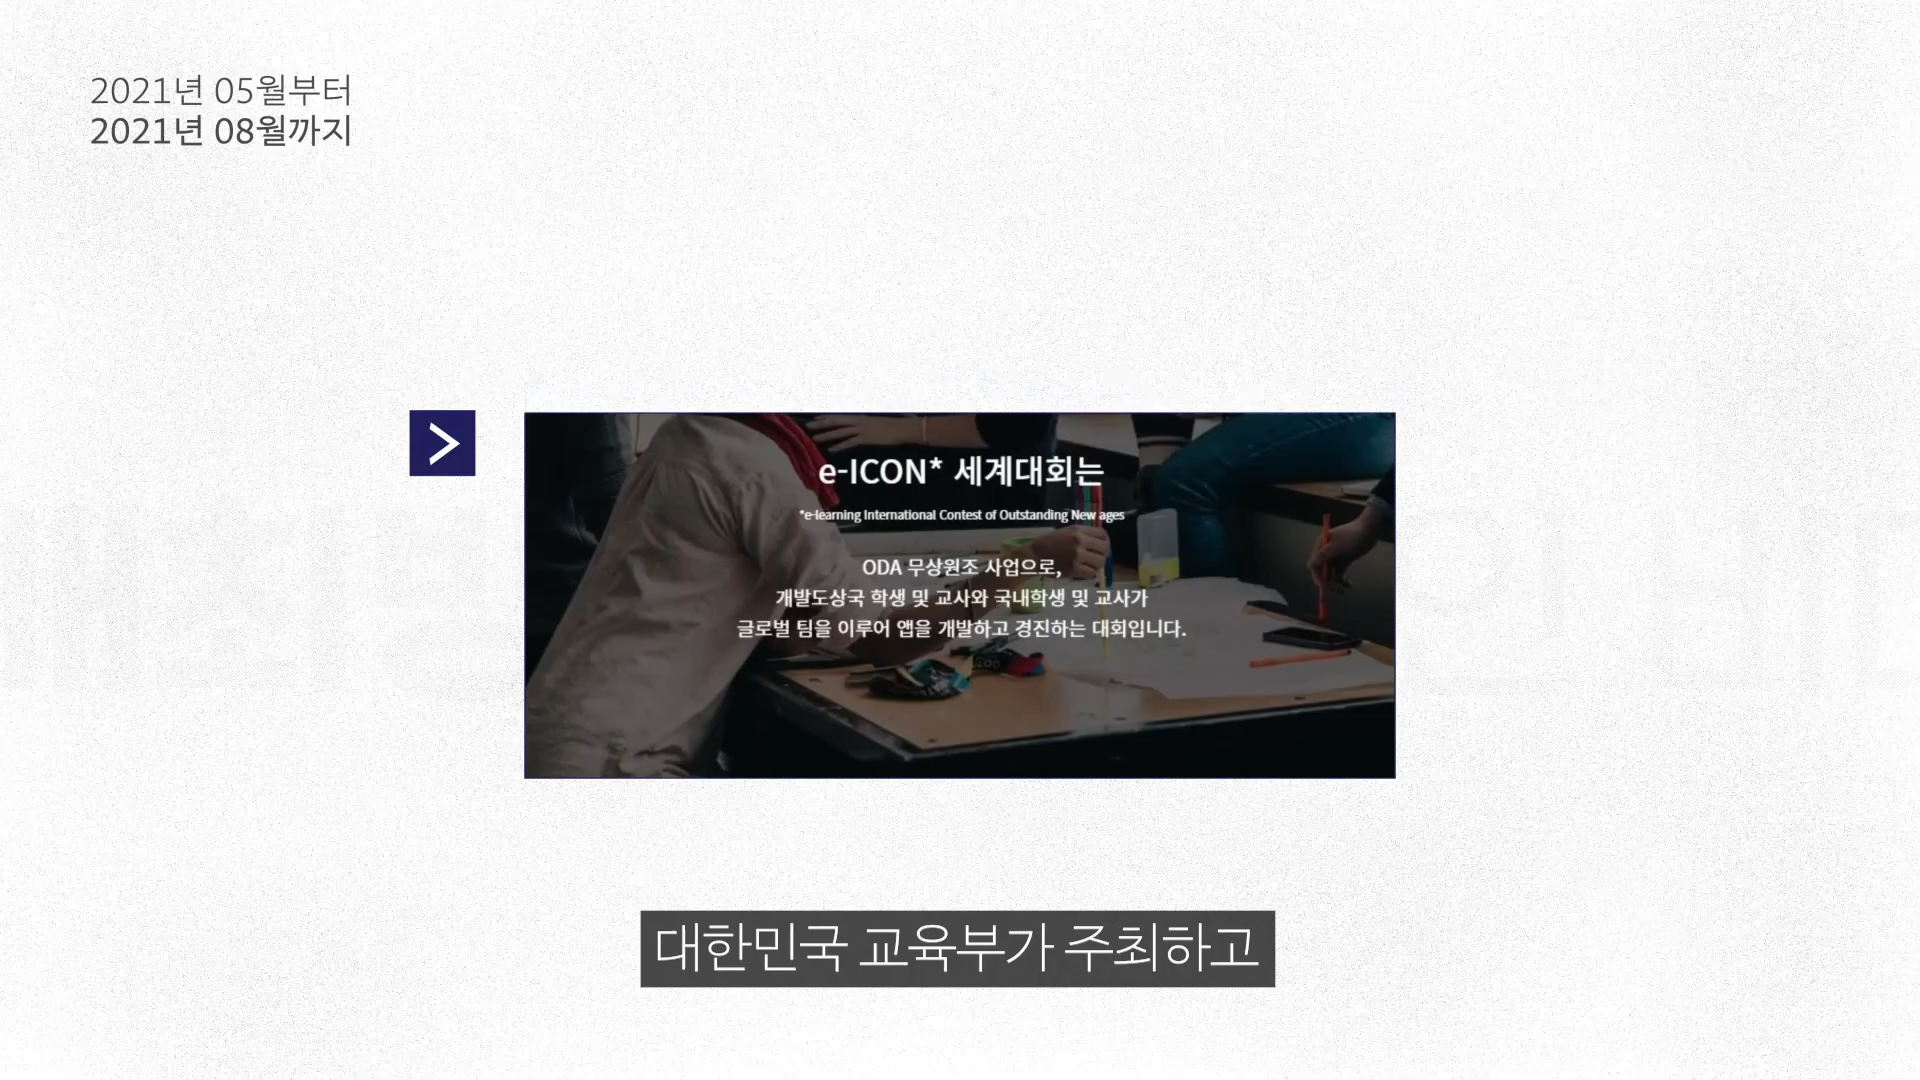 2021년 05월부터
2021년 08월까지
e-ICON* 세계대회는
*e-learning International Contest of Outstanding New ages
ODA 무상원조 사업으로,
개발도상국 학생 및 교사와 국내학생 및 교사가
글로벌 팀을 이루어 앱을 개발하고 경진하는 대회입니다.
대한민국 교육부가 주최하고